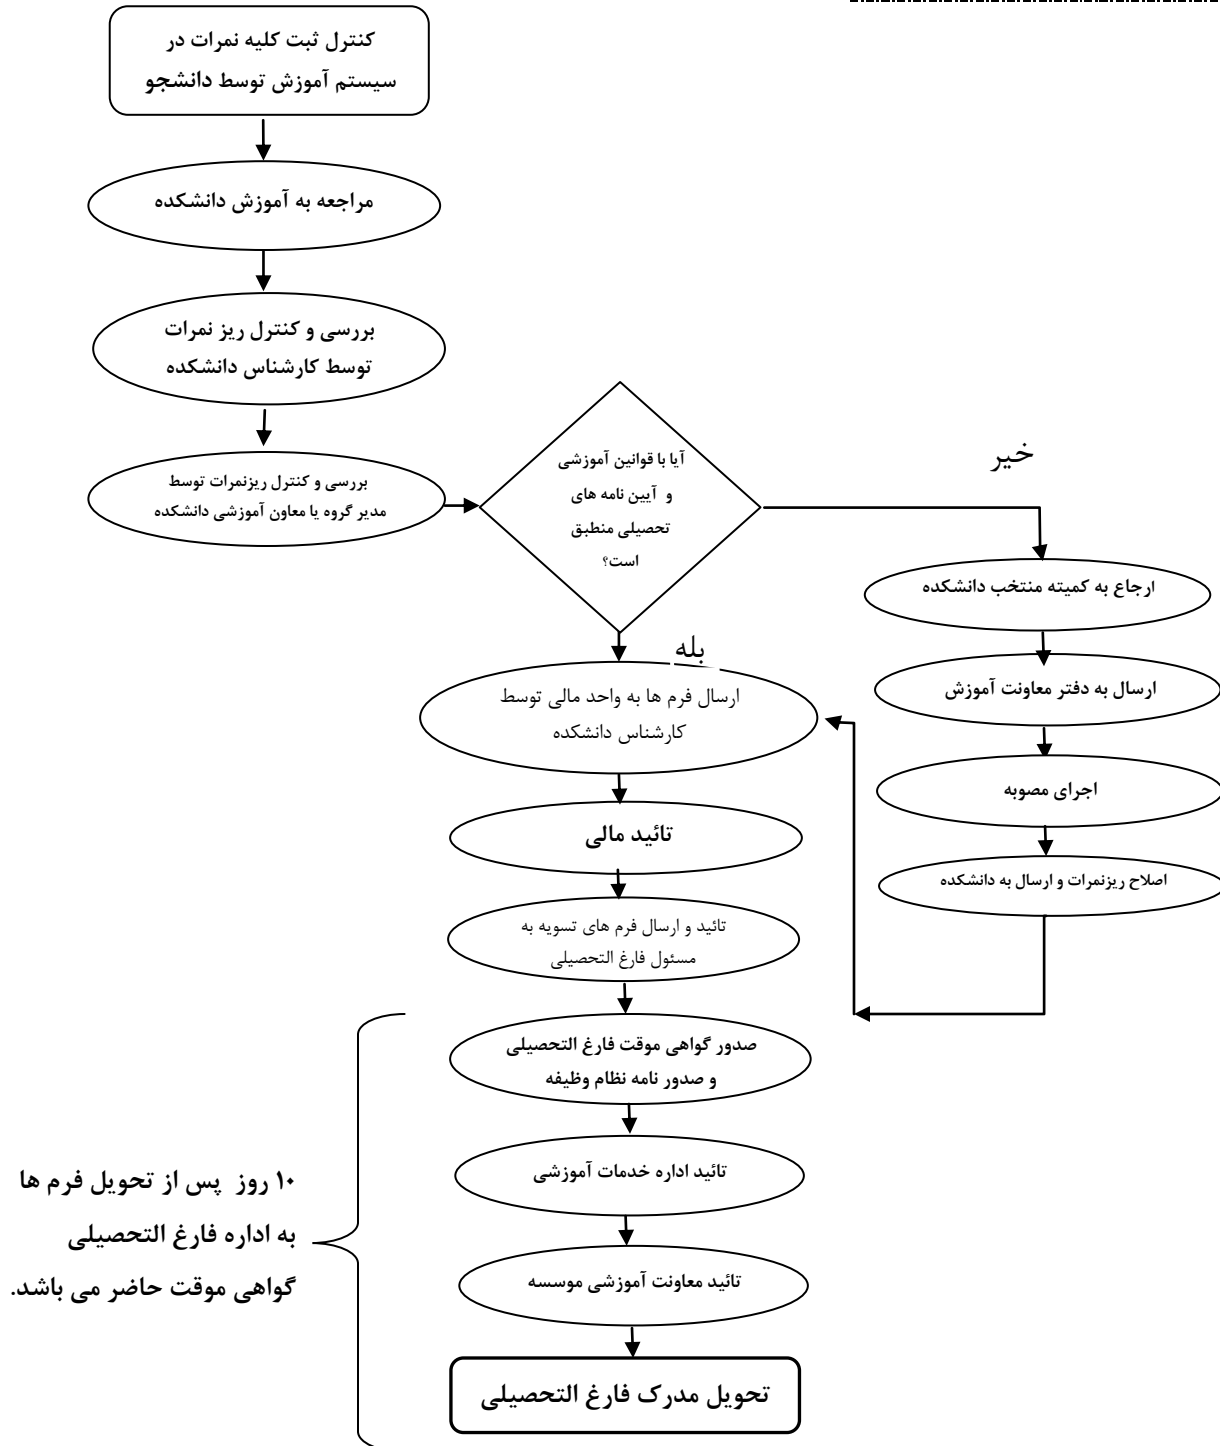 کنترل ثبت کلیه نمرات در
سیستم آموزش توسط دانشجو
مراجعه به آموزش دانشکده
بررسی و کنترل ریز نمرات
توسط کارشناس دانشکده
بررسی و کنترل ریزنمرات توسط
مدیر گروه یا معاون آموزشی دانشکده
آیا با قوانین آموزشی
و آیین نامه های
تحصیلی منطبق
است؟
خیر
ارجاع به کمیته منتخب دانشکده
ارسال به دفتر معاونت آموزش
اجرای مصوبه
اصلاح ریزنمرات و ارسال به دانشکده
بله
ارسال فرم ها به واحد مالی توسط
کارشناس دانشکده
تائید مالی
تائید و ارسال فرم های تسویه به
مسئول فارغ التحصیلی
صدور گواهی موقت فارغ التحصیلی
و صدور نامه نظام وظیفه
تائید اداره خدمات آموزشی
تائید معاونت آموزشی موسسه
تحویل مدرک فارغ التحصیلی
۱۰ روز پس از تحویل فرم ها
به اداره فارغ التحصیلی
گواهی موقت حاضر می باشد.